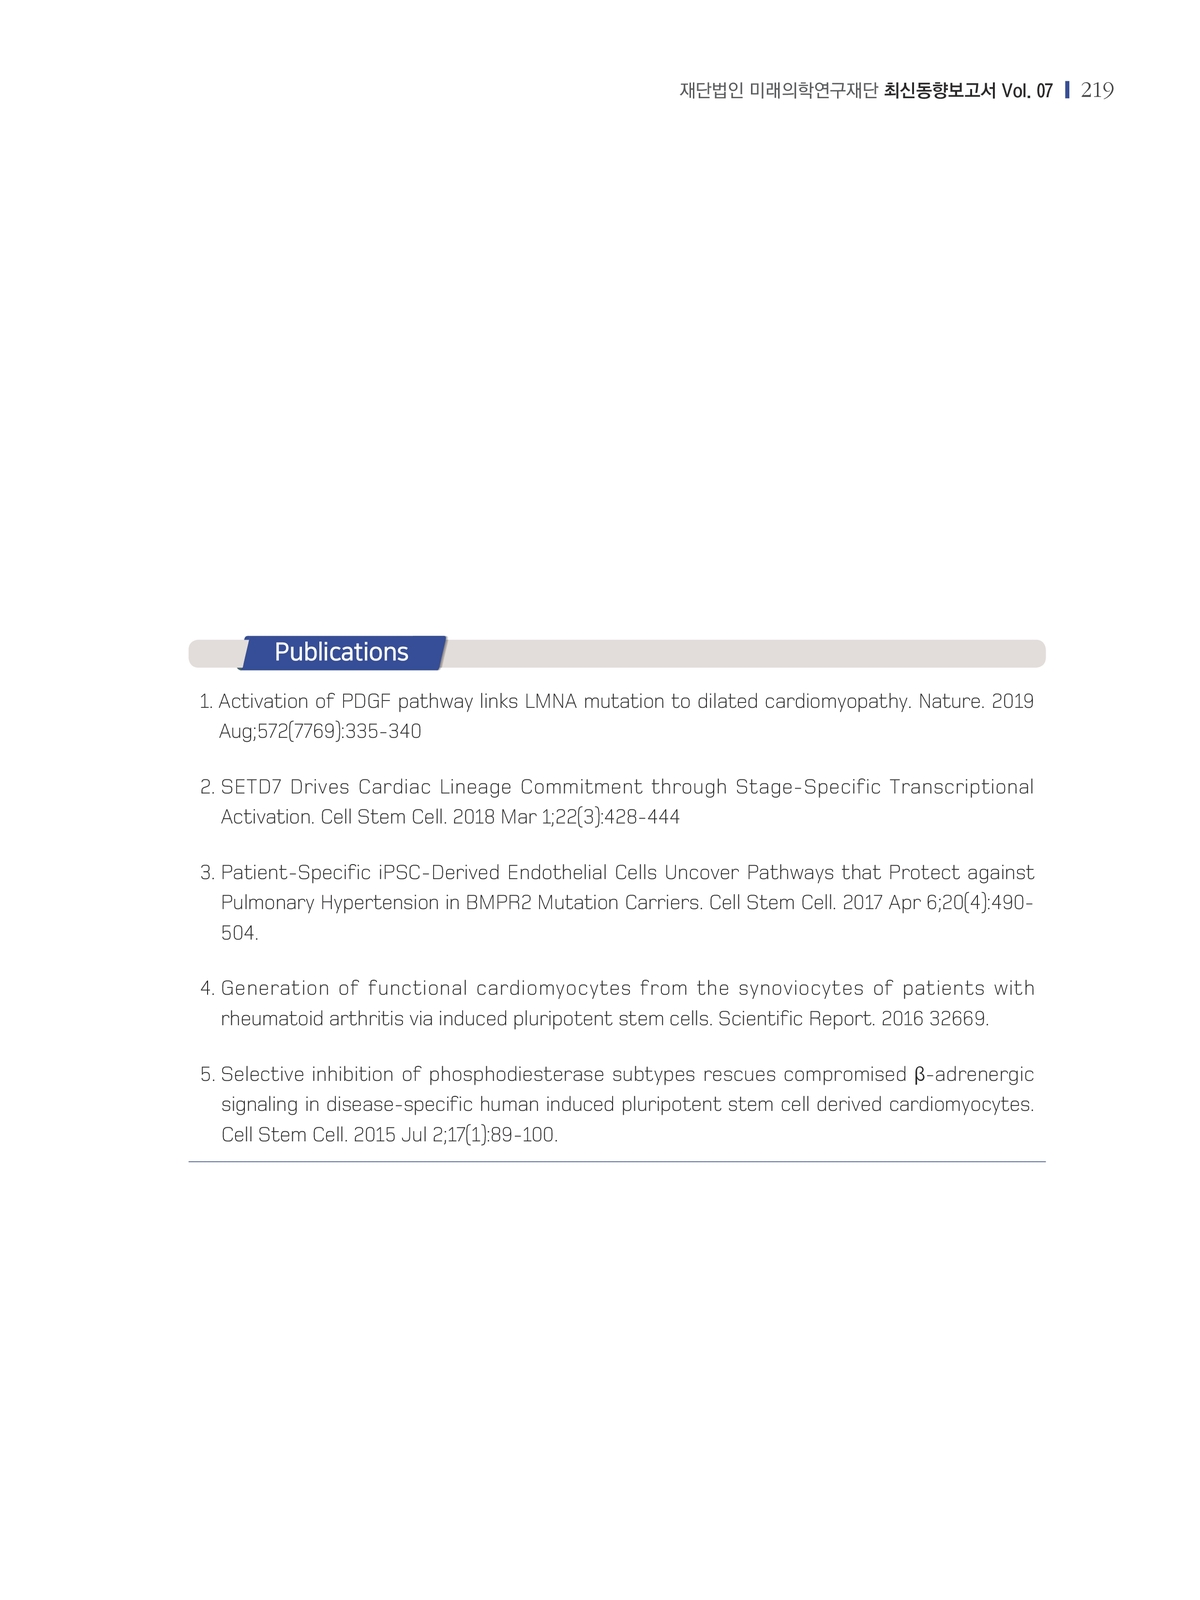 재단법인 미래의학연구재단 최신동향보고서 Vol. 07 219
Publications
1. Activation of PDGF pathway links LMNA mutation to dilated cardiomyopathy. Nature. 2019
Aug;572(7769):335-340
2. SETD7 Drives Cardiac Lineage Commitment through Stage-Specific Transcriptional
Activation. Cell Stem Cell. 2018 Mar 1;22(3):428-444
3. Patient-Specific iPSC-Derived Endothelial Cells Uncover Pathways that Protect against
Pulmonary Hypertension in BMPR2 Mutation Carriers. Cell Stem Cell. 2017 Apr 6;20(4):490-
504.
4. Generation of functional cardiomyocytes from the synoviocytes of patients with
rheumatoid arthritis via induced pluripotent stem cells. Scientific Report. 2016 32669.
5. Selective inhibition of phosphodiesterase subtypes rescues compromised β-adrenergic
signaling in disease-specific human induced pluripotent stem cell derived cardiomyocytes.
Cell Stem Cell. 2015 Jul 2;17(1):89-100.